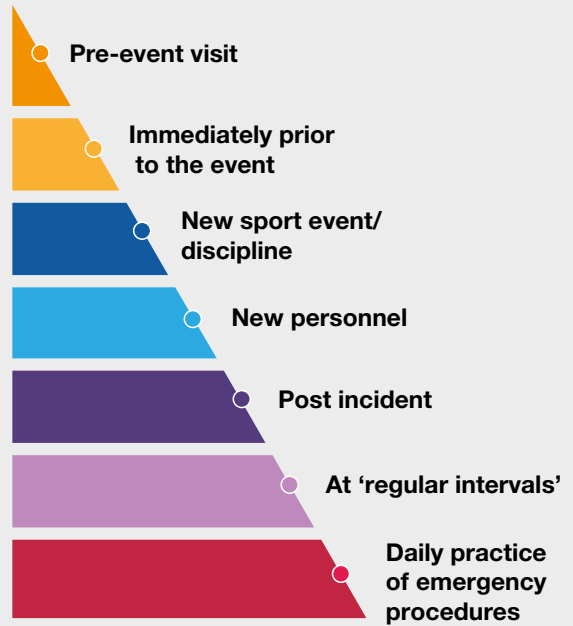 Pre-event visit
Immediately prior
to the event
New sport event/
discipline
New personnel
Post incident
At ‘regular intervals’
Daily practice
of emergency
procedures